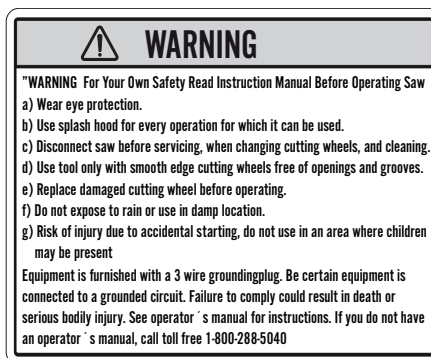 WARNING
"WARNING For Your Own Safety Read Instruction Manual Before Operating Saw
a) Wear eye protection.
b) Use splash hood for every operation for which it can be used.
c) Disconnect saw before servicing, when changing cutting wheels, and cleaning.
d) Use tool only with smooth edge cutting wheels free of openings and grooves.
e) Replace damaged cutting wheel before operating.
f) Do not expose to rain or use in damp location.
g) Risk of injury due to accidental starting, do not use in an area where children
may be present
Equipment is furnished with a 3 wire groundingplug. Be certain equipment is
connected to a grounded circuit. Failure to comply could result in death or
serious bodily injury. See operator ´ s manual for instructions. If you do not have
an operator ´ s manual, call toll free 1-800-288-5040